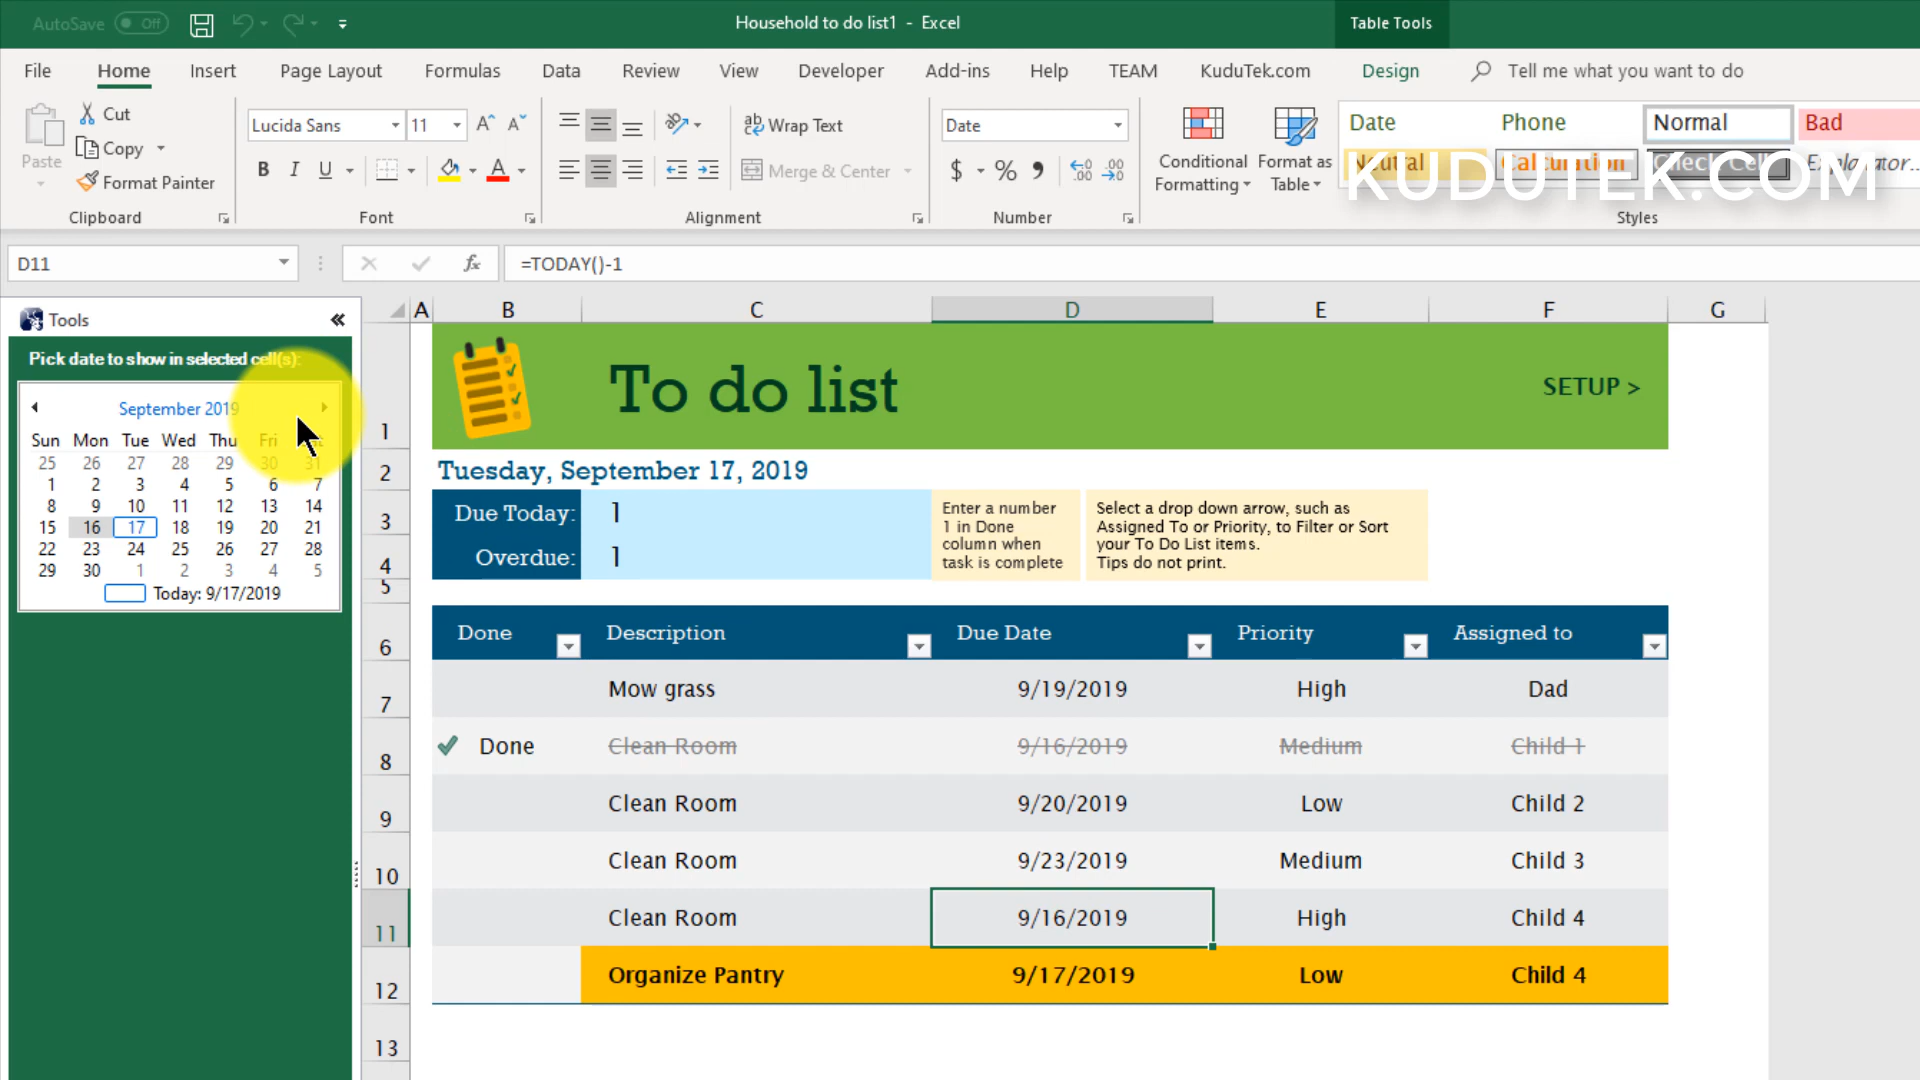 AutoSave Off
Household to do list1 - Excel
Table Tools
File Home Insert Page Layout Formulas Data Review View Developer Add-ins Help TEAM KuduTek.com Design Tell me what you want to do
Paste
Cut
Copy
Format Painter
Clipboard
Lucida Sans 11
B I U
Font
Wrap Text
Merge & Center
Alignment
Date
$ % 
Number
Conditional Formatting
Format as Table
Date Phone Normal Bad
Neutral Calculation Check Cell Explanator...
KUDUTEK.COM
Styles
D11
fx
=TODAY()-1
Tools
Pick date to show in selected cell(s):
September 2019
Sun Mon Tue Wed Thu Fri Sat
25 26 27 28 29 30 31
1 2 3 4 5 6 7
8 9 10 11 12 13 14
15 16 17 18 19 20 21
22 23 24 25 26 27 28
29 30 1 2 3 4 5
Today: 9/17/2019
A B C D E F G
1
To do list
SETUP >
2
Tuesday, September 17, 2019
3
Due Today: 1
4
Overdue: 1
5
Enter a number
1 in Done
column when
task is complete
Select a drop down arrow, such as
Assigned To or Priority, to Filter or Sort
your To Do List items.
Tips do not print.
6 Done Description Due Date Priority Assigned to
7 Mow grass 9/19/2019 High Dad
8 Done Clean Room 9/16/2019 Medium Child 1
9 Clean Room 9/20/2019 Low Child 2
10 Clean Room 9/23/2019 Medium Child 3
11 Clean Room 9/16/2019 High Child 4
12 Organize Pantry 9/17/2019 Low Child 4
13